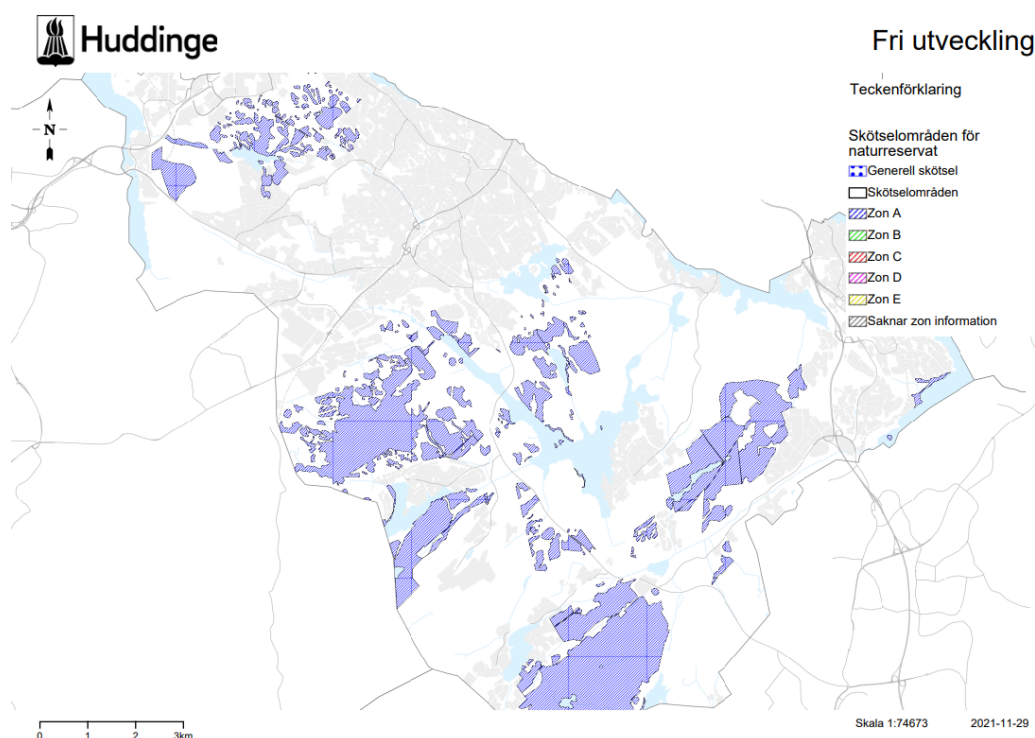 Huddinge
Fri utveckling
Teckenförklaring
N
Skötselområden för
naturreservat
Generell skötsel
Skötselområden
Zon A
Zon B
Zon C
Zon D
Zon E
Saknar zon information
0 1 2 3km
Skala 1:74673 2021-11-29